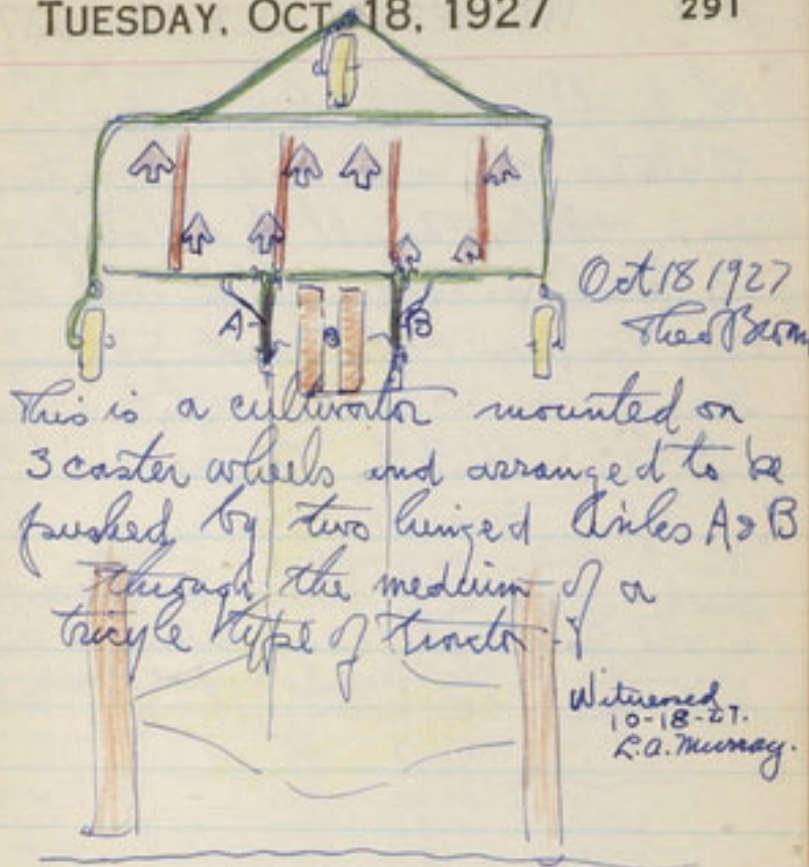 TUESDAY, OCT. 18, 1927
291
A
B
Oct 18 1927
Theo Brown
This is a cultivator mounted on
3 caster wheels and arranged to be
pushed by two hinged links A & B
through the medium of a
tricycle type of tractor -
Witnessed
10-18-27.
L.A. Murray.